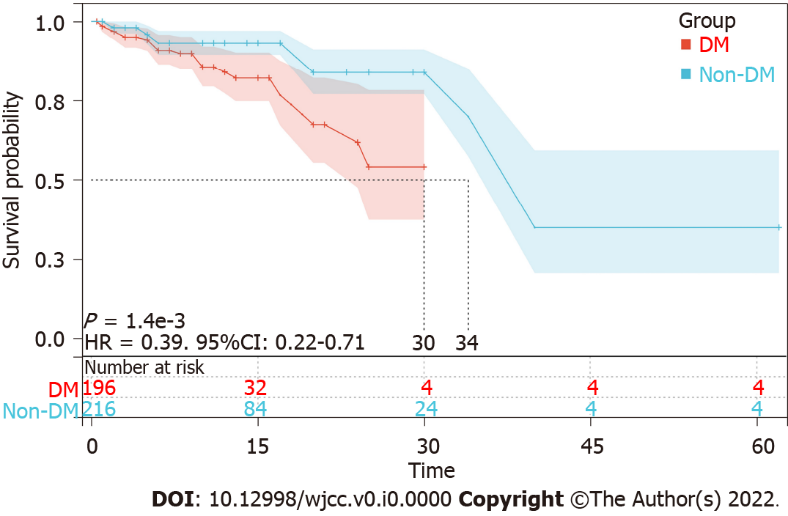 Group
DM
Non-DM
Survival probability
1.0
0.8
0.5
0.3
0.0
P = 1.4e-3
HR = 0.39. 95%CI: 0.22-0.71
30 34
Number at risk
DM 196 32 4 4 4
Non-DM 216 84 24 4 4
0 15 30 45 60
Time
DOI: 10.12998/wjcc.v0.i0.0000 Copyright ©The Author(s) 2022.